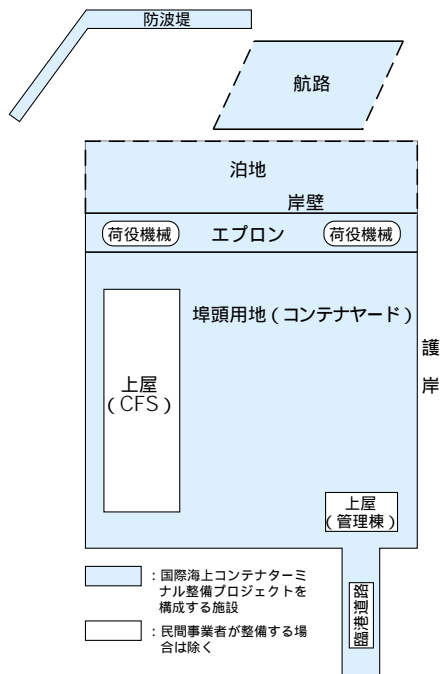 防波堤
航路
泊地
岸壁
荷役機械
エプロン
荷役機械
埠頭用地(コンテナヤード)
護
岸
上屋
(CFS)
上屋
(管理棟)
臨港道路
:国際海上コンテナターミ
ナル整備プロジェクトを
構成する施設
:民間事業者が整備する場
合は除く